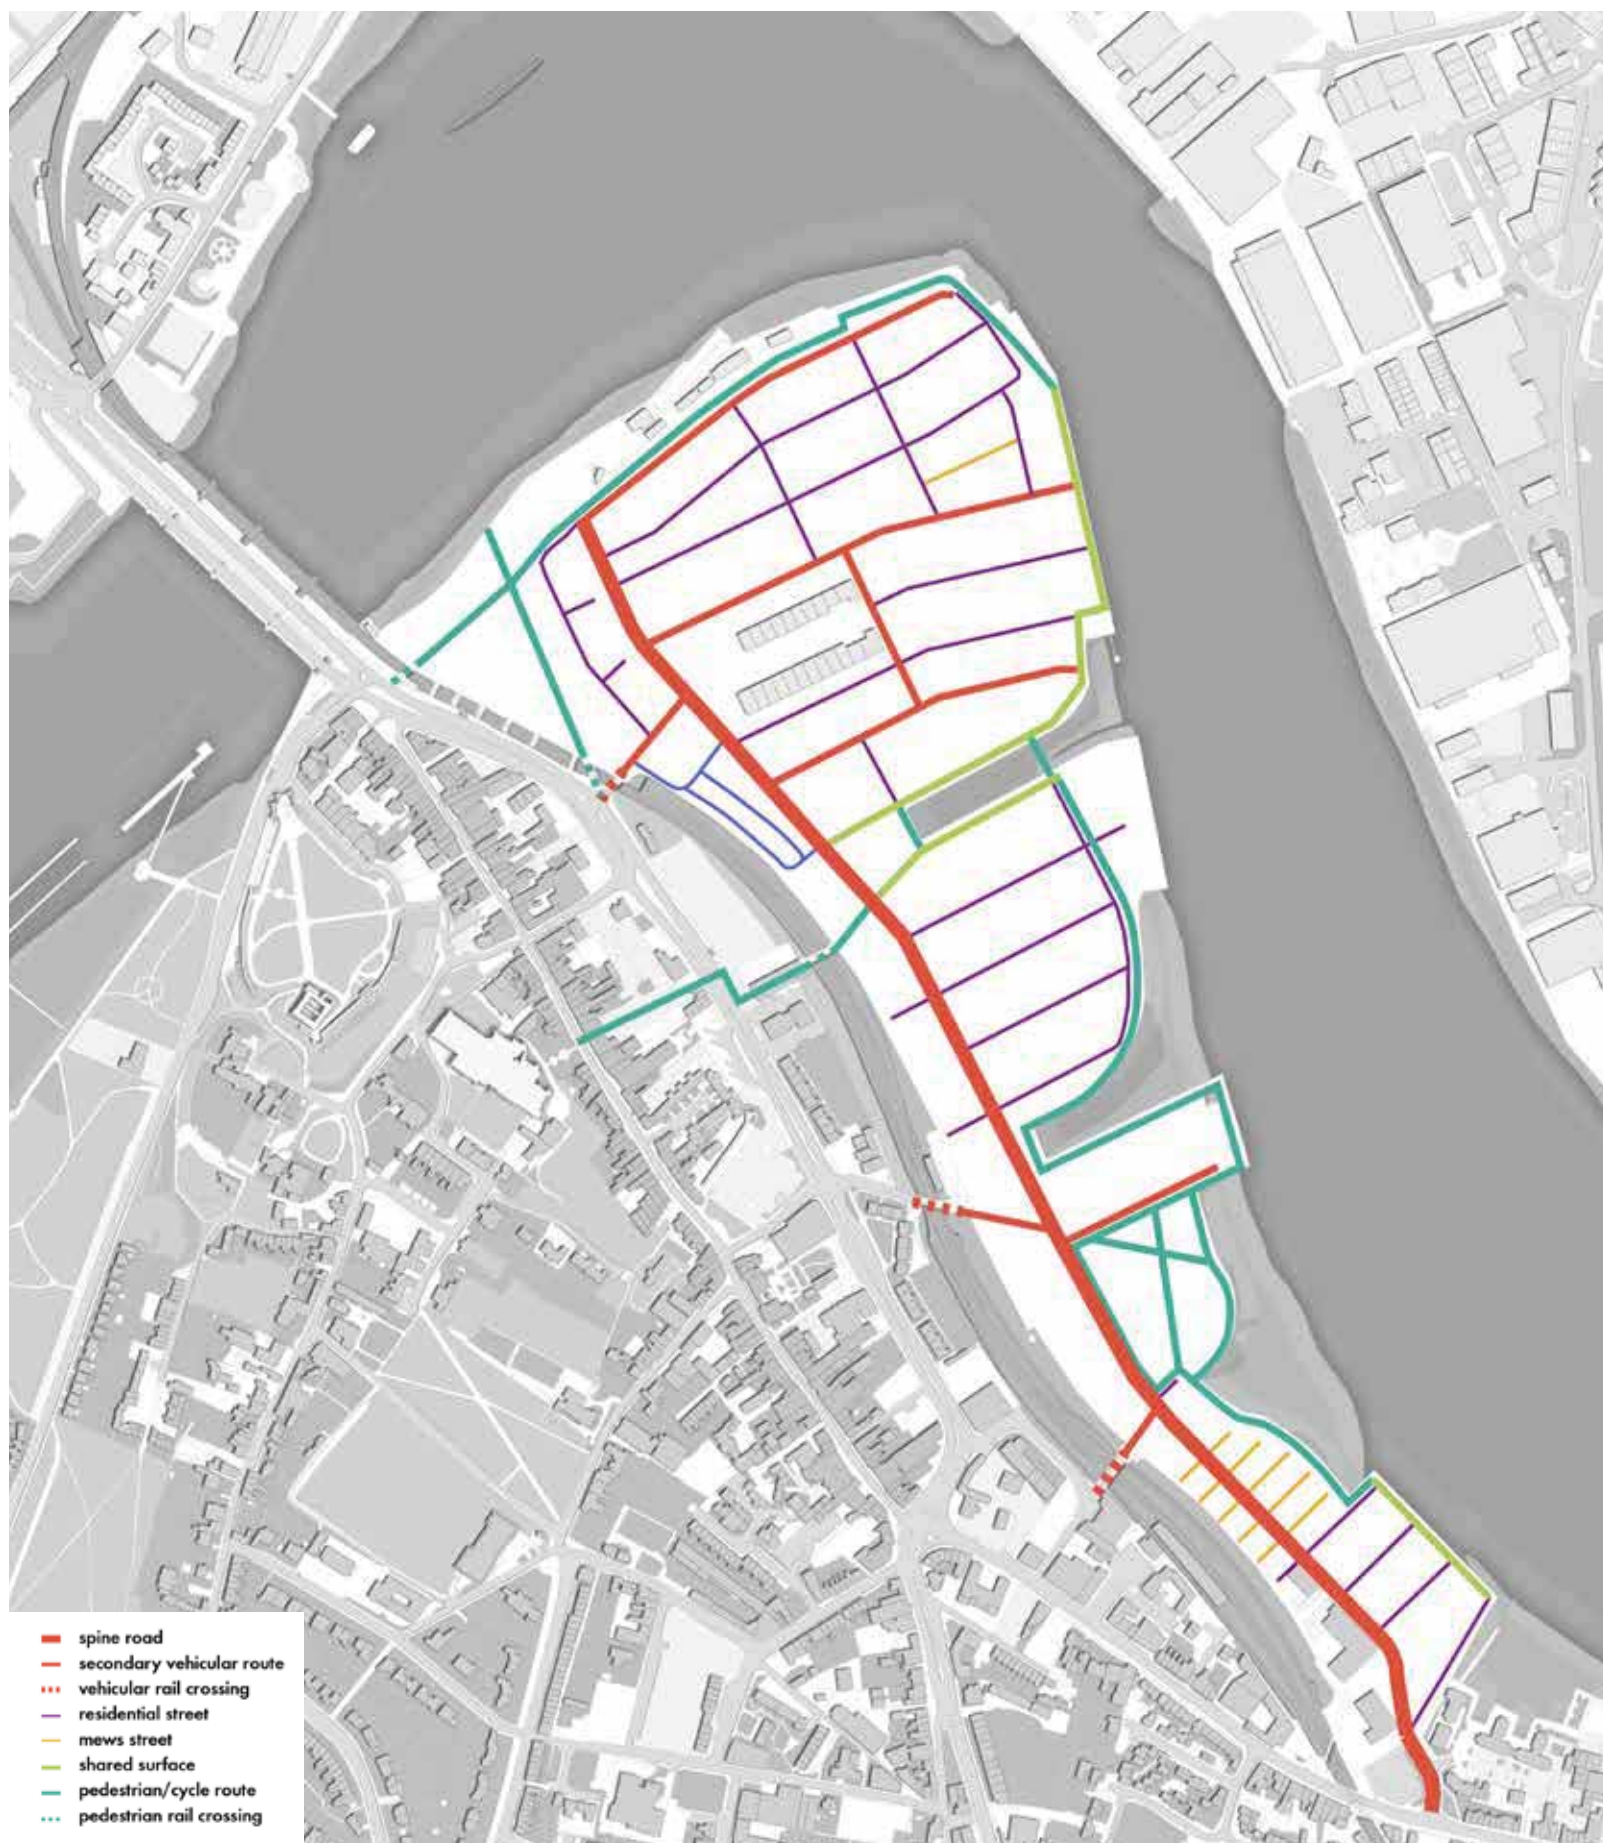 spine road
secondary vehicular route
vehicular rail crossing
residential street
mews street
shared surface
pedestrian/cycle route
pedestrian rail crossing